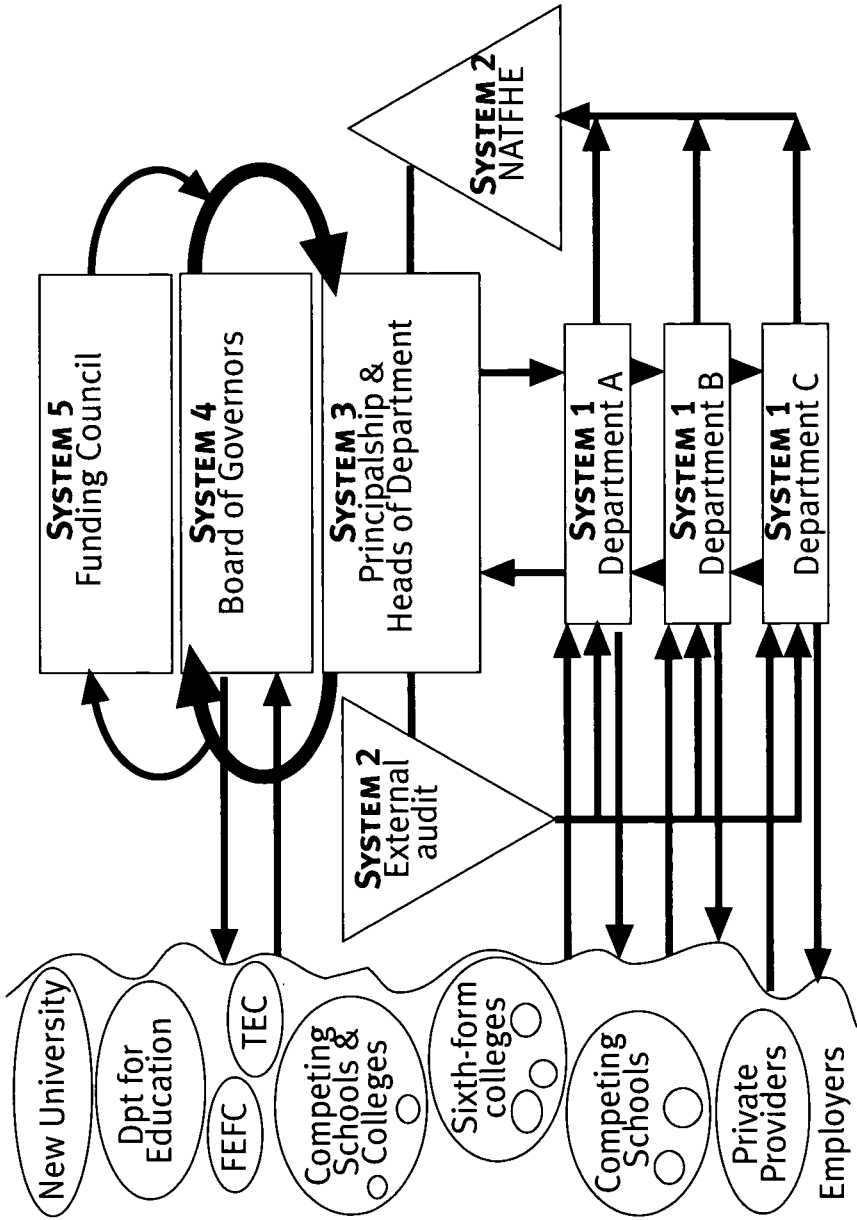 New University
Dpt for
Education
FEFC
TEC
Competing
Schools &
Colleges
Sixth-form
colleges
Competing
Schools
Private
Providers
Employers
SYSTEM 5
Funding Council
SYSTEM 4
Board of Governors
SYSTEM 3
Principalship &
Heads of Department
SYSTEM 2
External
audit
SYSTEM 2
NATFHE
SYSTEM 1
Department A
SYSTEM 1
Department B
SYSTEM 1
Department C